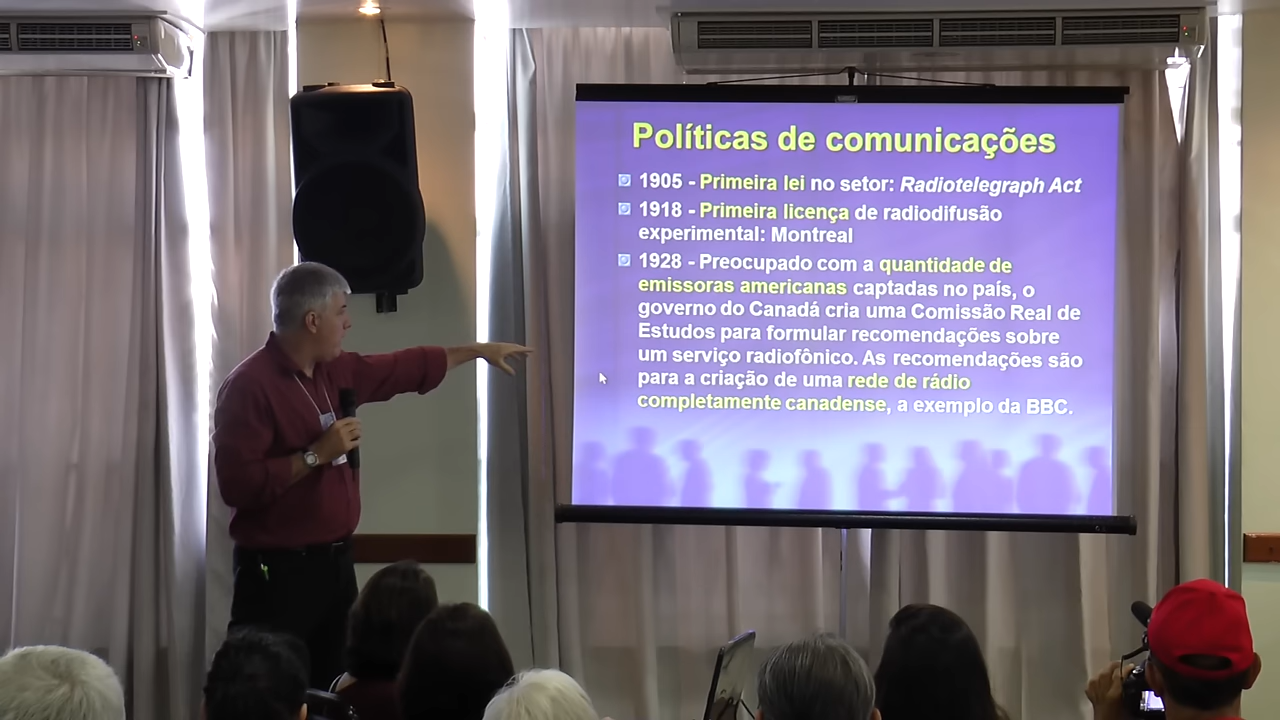 Políticas de comunicações
1905 - Primeira lei no setor: Radiotelegraph Act
1918 - Primeira licença de radiodifusão
experimental: Montreal
1928 - Preocupado com a quantidade de
emissoras americanas captadas no país, o
governo do Canadá cria uma Comissão Real de
Estudos para formular recomendações sobre
um serviço radiofônico. As recomendações são
para a criação de uma rede de rádio
completamente canadense, a exemplo da BBC.